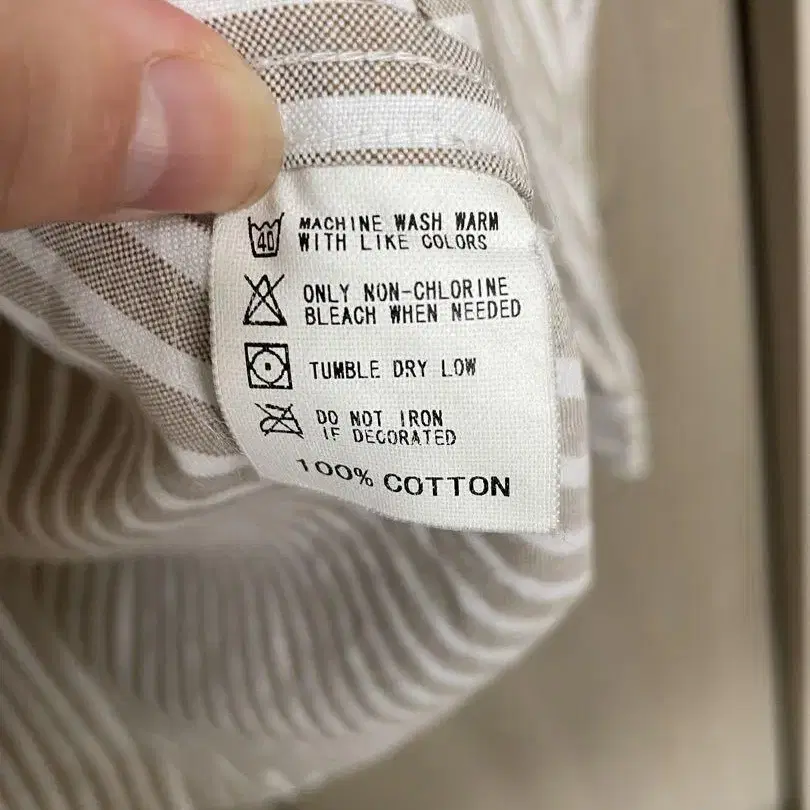 40
MACHINE WASH WARM
WITH LIKE COLORS
ONLY NON-CHLORINE
BLEACH WHEN NEEDED
TUMBLE DRY LOW
DO NOT IRON
IF DECORATED
100% COTTON